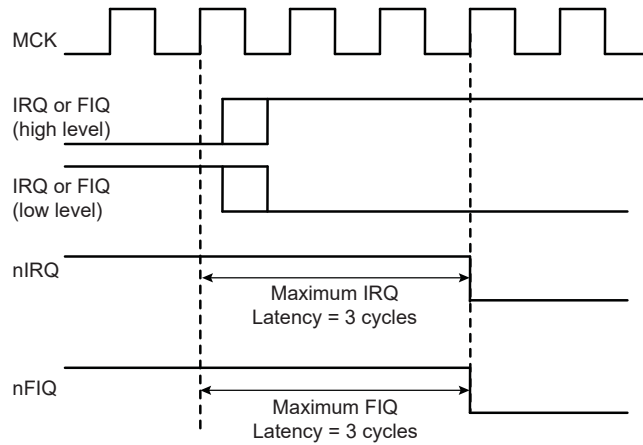 MCK
IRQ or FIQ
(high level)
IRQ or FIQ
(low level)
nIRQ
Maximum IRQ
Latency = 3 cycles
nFIQ
Maximum FIQ
Latency = 3 cycles